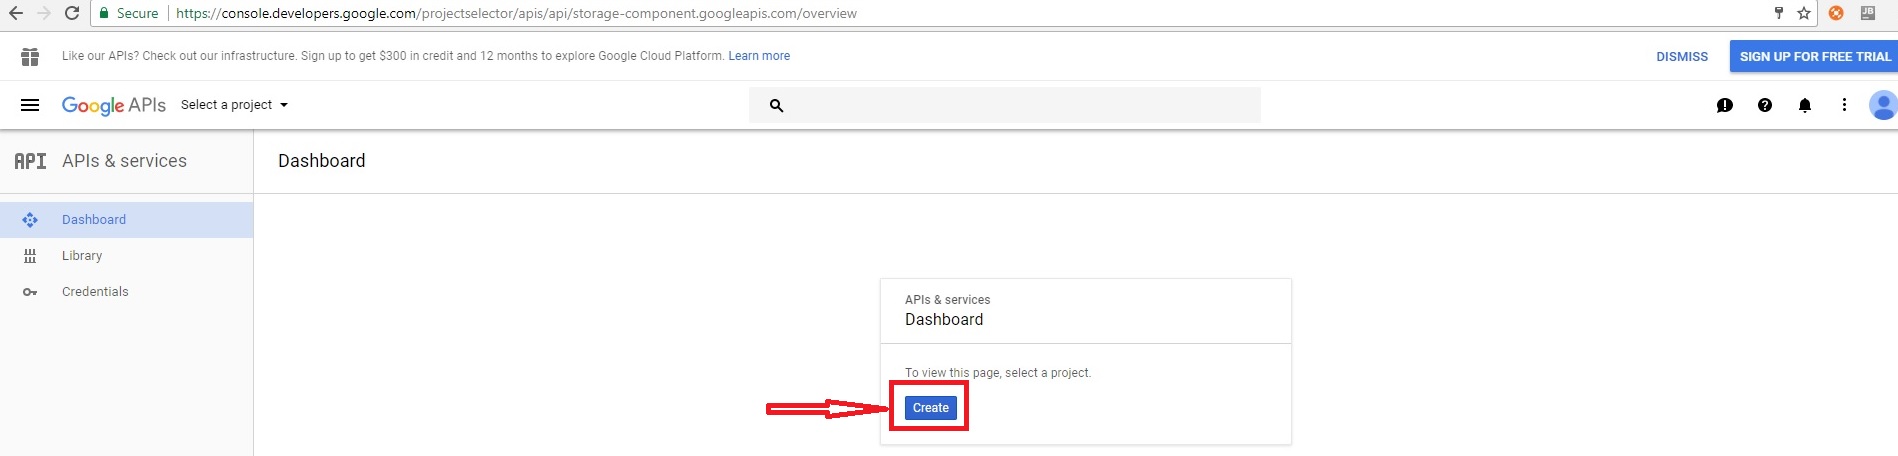 Secure https://console.developers.google.com/projectselector/apis/api/storage-component.googleapis.com/overview
JB
Like our APIs? Check out our infrastructure. Sign up to get $300 in credit and 12 months to explore Google Cloud Platform. Learn more DISMISS SIGN UP FOR FREE TRIAL
Google APIs Select a project
API APIs & services Dashboard
Dashboard
Library
Credentials
APIs & services
Dashboard
To view this page, select a project.
Create